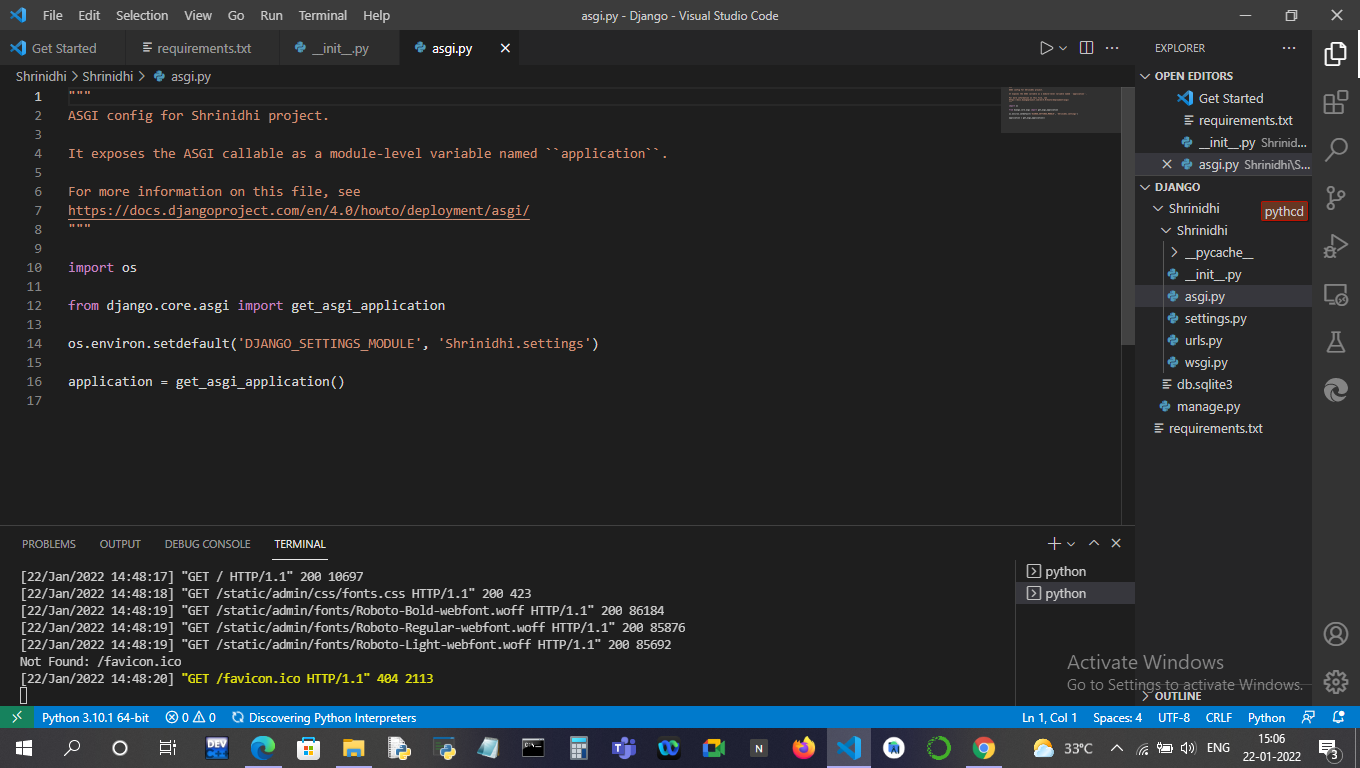 File Edit Selection View Go Run Terminal Help
asgi.py - Django - Visual Studio Code
Get Started
requirements.txt
__init__.py
asgi.py
Shrinidhi > Shrinidhi > asgi.py
1 """
2 ASGI config for Shrinidhi project.
3
4 It exposes the ASGI callable as a module-level variable named ``application``.
5
6 For more information on this file, see
7 https://docs.djangoproject.com/en/4.0/howto/deployment/asgi/
8 """
9
10 import os
11
12 from django.core.asgi import get_asgi_application
13
14 os.environ.setdefault('DJANGO_SETTINGS_MODULE', 'Shrinidhi.settings')
15
16 application = get_asgi_application()
17
EXPLORER
OPEN EDITORS
Get Started
requirements.txt
__init__.py Shrinid...
asgi.py Shrinidhi\S...
DJANGO
Shrinidhi
pythcd
Shrinidhi
__pycache__
__init__.py
asgi.py
settings.py
urls.py
wsgi.py
db.sqlite3
manage.py
requirements.txt
OUTLINE
PROBLEMS OUTPUT DEBUG CONSOLE TERMINAL
[22/Jan/2022 14:48:17] "GET / HTTP/1.1" 200 10697
[22/Jan/2022 14:48:18] "GET /static/admin/css/fonts.css HTTP/1.1" 200 423
[22/Jan/2022 14:48:19] "GET /static/admin/fonts/Roboto-Bold-webfont.woff HTTP/1.1" 200 86184
[22/Jan/2022 14:48:19] "GET /static/admin/fonts/Roboto-Regular-webfont.woff HTTP/1.1" 200 85876
[22/Jan/2022 14:48:19] "GET /static/admin/fonts/Roboto-Light-webfont.woff HTTP/1.1" 200 85692
Not Found: /favicon.ico
[22/Jan/2022 14:48:20] "GET /favicon.ico HTTP/1.1" 404 2113
python
python
Activate Windows
Go to Settings to activate Windows.
Python 3.10.1 64-bit 0 0 Discovering Python Interpreters
Ln 1, Col 1 Spaces: 4 UTF-8 CRLF Python
DEV C++
N
33°C
ENG
15:06
22-01-2022
3